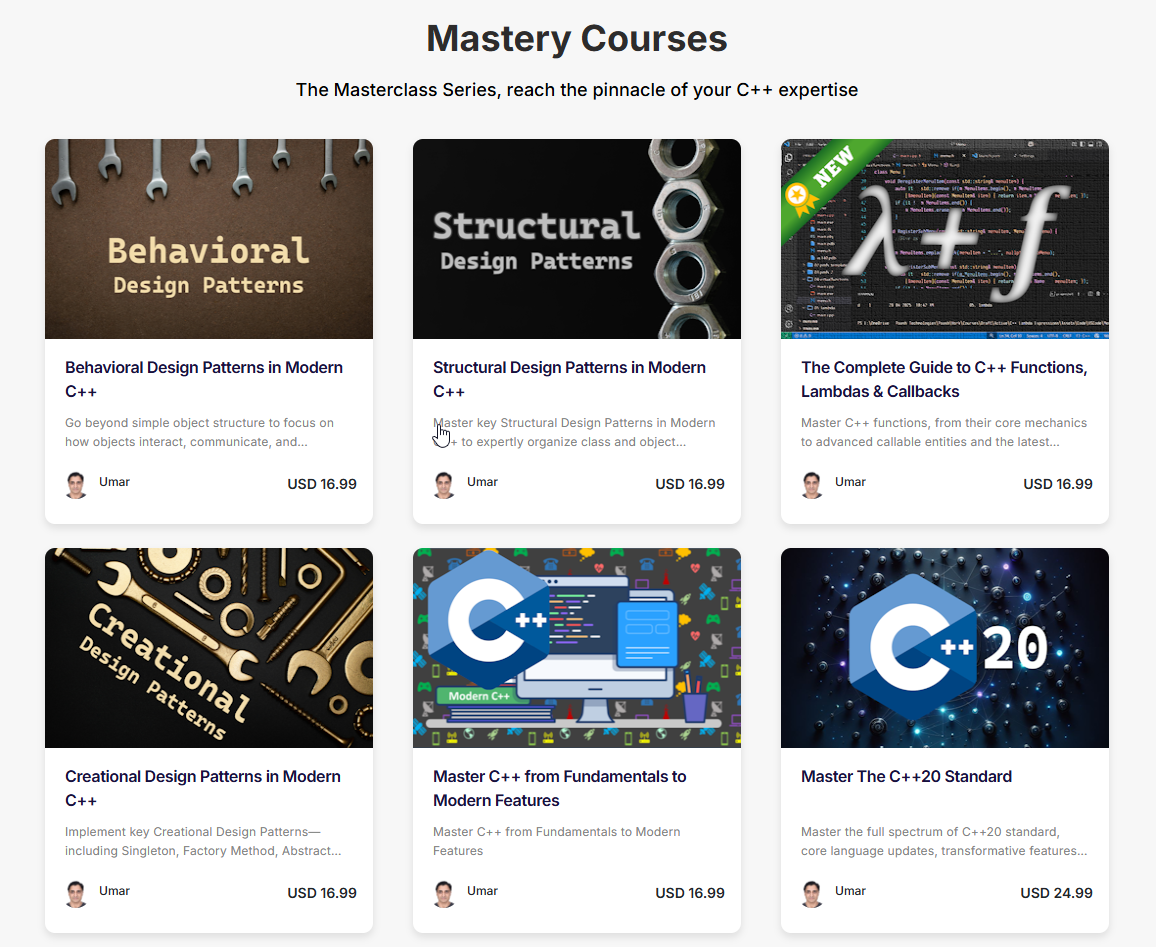 Mastery Courses
The Masterclass Series, reach the pinnacle of your C++ expertise
Behavioral
Design Patterns
Behavioral Design Patterns in Modern
C++
Go beyond simple object structure to focus on
how objects interact, communicate, and...
Umar
USD 16.99
Structural
Design Patterns
Structural Design Patterns in Modern
C++
Master key Structural Design Patterns in Modern
C++ to expertly organize class and object...
Umar
USD 16.99
NEW
λ+ f
The Complete Guide to C++ Functions,
Lambdas & Callbacks
Master C++ functions, from their core mechanics
to advanced callable entities and the latest...
Umar
USD 16.99
Creational
Design Patterns
Creational Design Patterns in Modern
C++
Implement key Creational Design Patterns—
including Singleton, Factory Method, Abstract...
Umar
USD 16.99
C++
Modern C++
Master C++ from Fundamentals to
Modern Features
Master C++ from Fundamentals to Modern
Features
Umar
USD 16.99
C++ 20
Master The C++20 Standard
Master the full spectrum of C++20 standard,
core language updates, transformative features...
Umar
USD 24.99